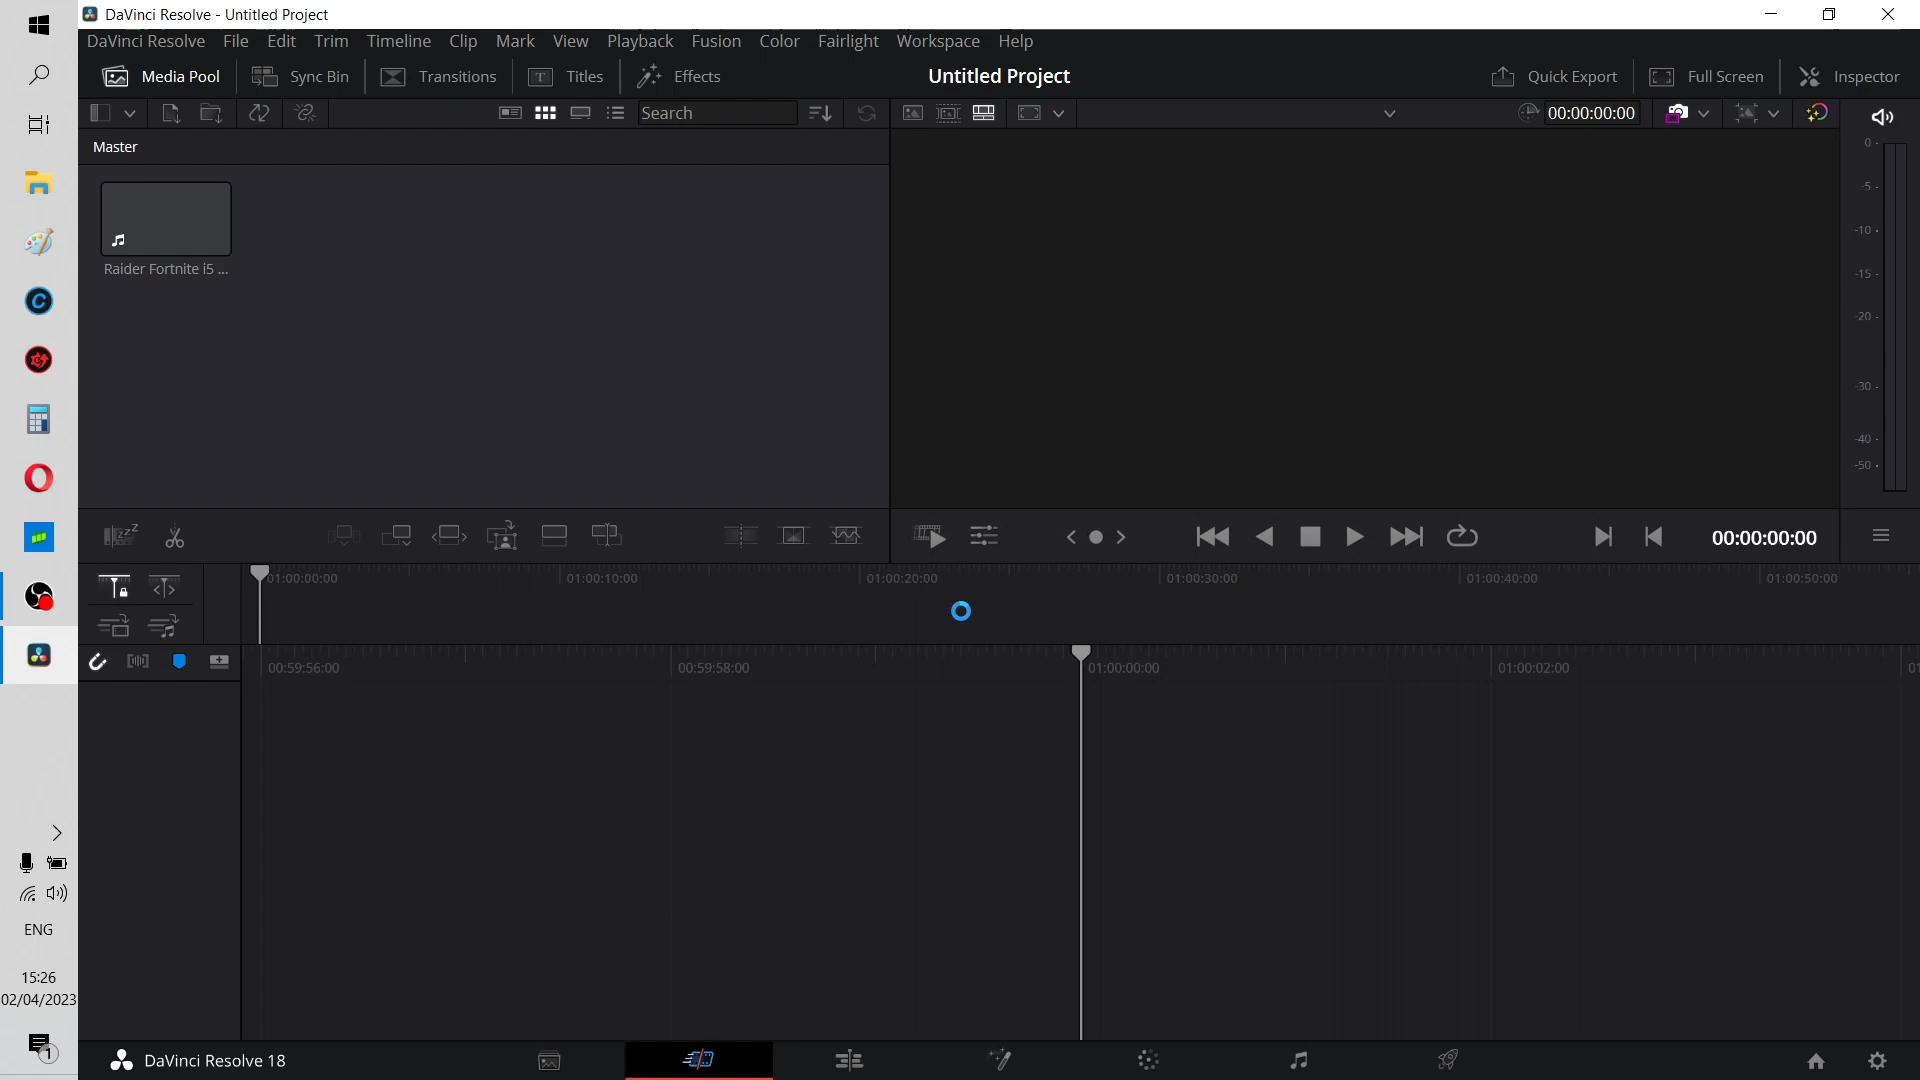 DaVinci Resolve - Untitled Project
DaVinci Resolve File Edit Trim Timeline Clip Mark View Playback Fusion Color Fairlight Workspace Help
Media Pool Sync Bin Transitions Titles Effects Untitled Project Quick Export Full Screen Inspector
Search 00:00:00:00
Master
0 -
-5 -
-10 -
-15 -
-20 -
-30 -
-40 -
-50 -
Raider Fortnite i5 ...
00:00:00:00
01:00:00:00 01:00:10:00 01:00:20:00 01:00:30:00 01:00:40:00 01:00:50:00
00:59:56:00 00:59:58:00 01:00:00:00 01:00:02:00 01
ENG
15:26
02/04/2023
1
DaVinci Resolve 18